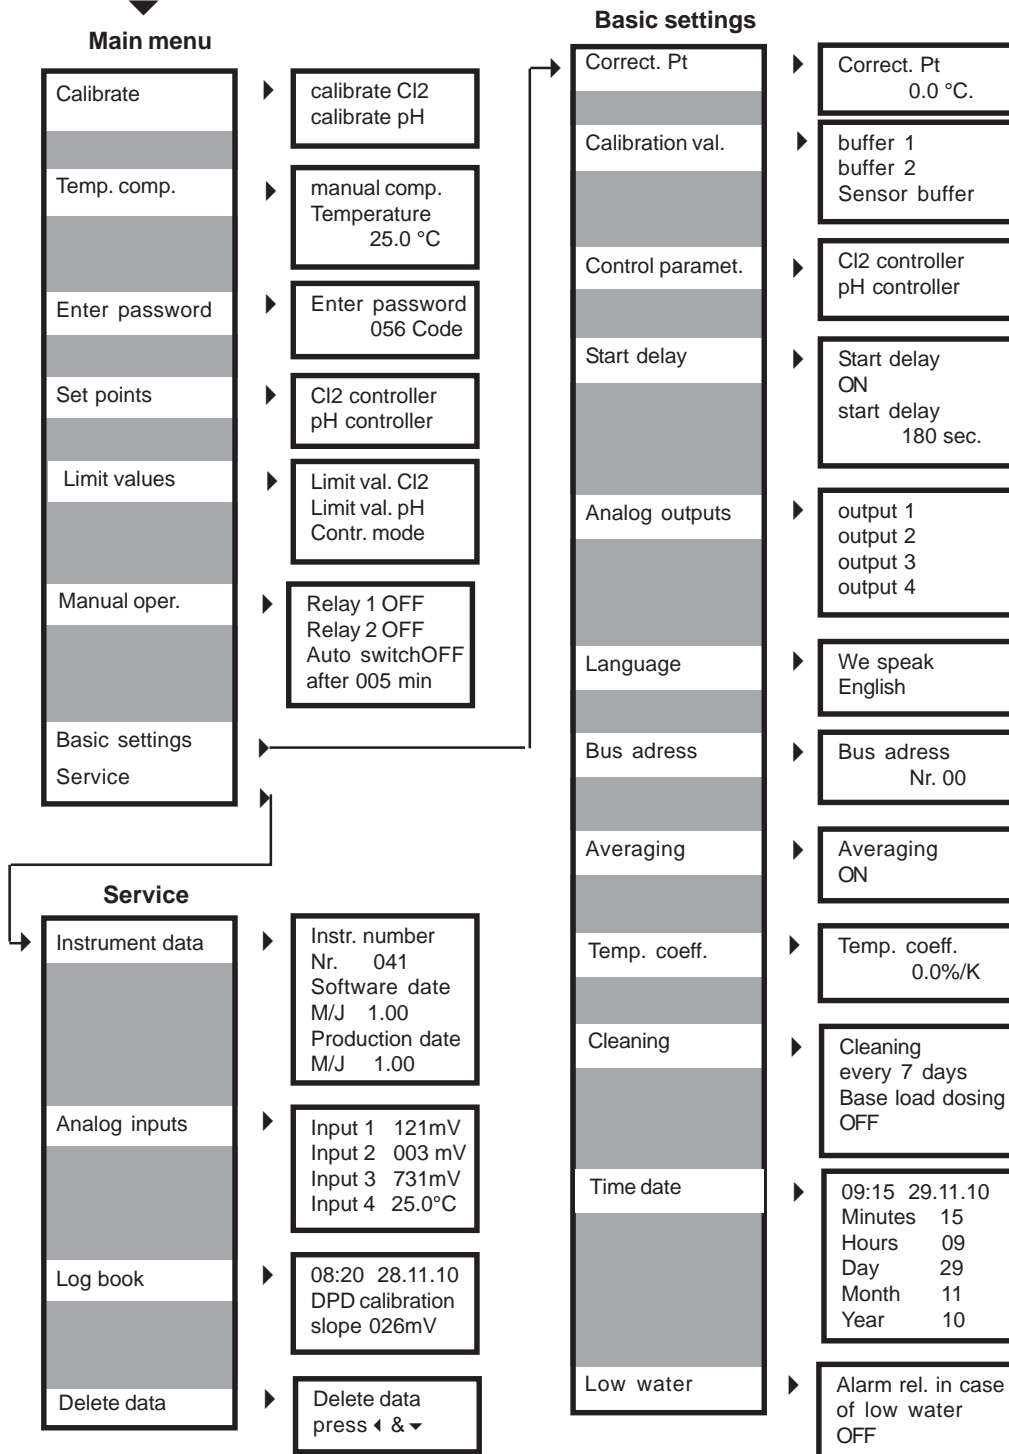 Main menu
Calibrate
calibrate Cl2
calibrate pH
Temp. comp.
manual comp.
Temperature
25.0 °C
Enter password
Enter password
056 Code
Set points
Cl2 controller
pH controller
Limit values
Limit val. Cl2
Limit val. pH
Contr. mode
Manual oper.
Relay 1 OFF
Relay 2 OFF
Auto switchOFF
after 005 min
Basic settings
Service
Service
Instrument data
Instr. number
Nr. 041
Software date
M/J 1.00
Production date
M/J 1.00
Analog inputs
Input 1 121mV
Input 2 003 mV
Input 3 731mV
Input 4 25.0°C
Log book
08:20 28.11.10
DPD calibration
slope 026mV
Delete data
Delete data
press & 
Basic settings
Correct. Pt
Correct. Pt
0.0 °C.
Calibration val.
buffer 1
buffer 2
Sensor buffer
Control paramet.
Cl2 controller
pH controller
Start delay
Start delay
ON
start delay
180 sec.
Analog outputs
output 1
output 2
output 3
output 4
Language
We speak
English
Bus adress
Bus adress
Nr. 00
Averaging
Averaging
ON
Temp. coeff.
Temp. coeff.
0.0%/K
Cleaning
Cleaning
every 7 days
Base load dosing
OFF
Time date
09:15 29.11.10
Minutes 15
Hours 09
Day 29
Month 11
Year 10
Low water
Alarm rel. in case
of low water
OFF